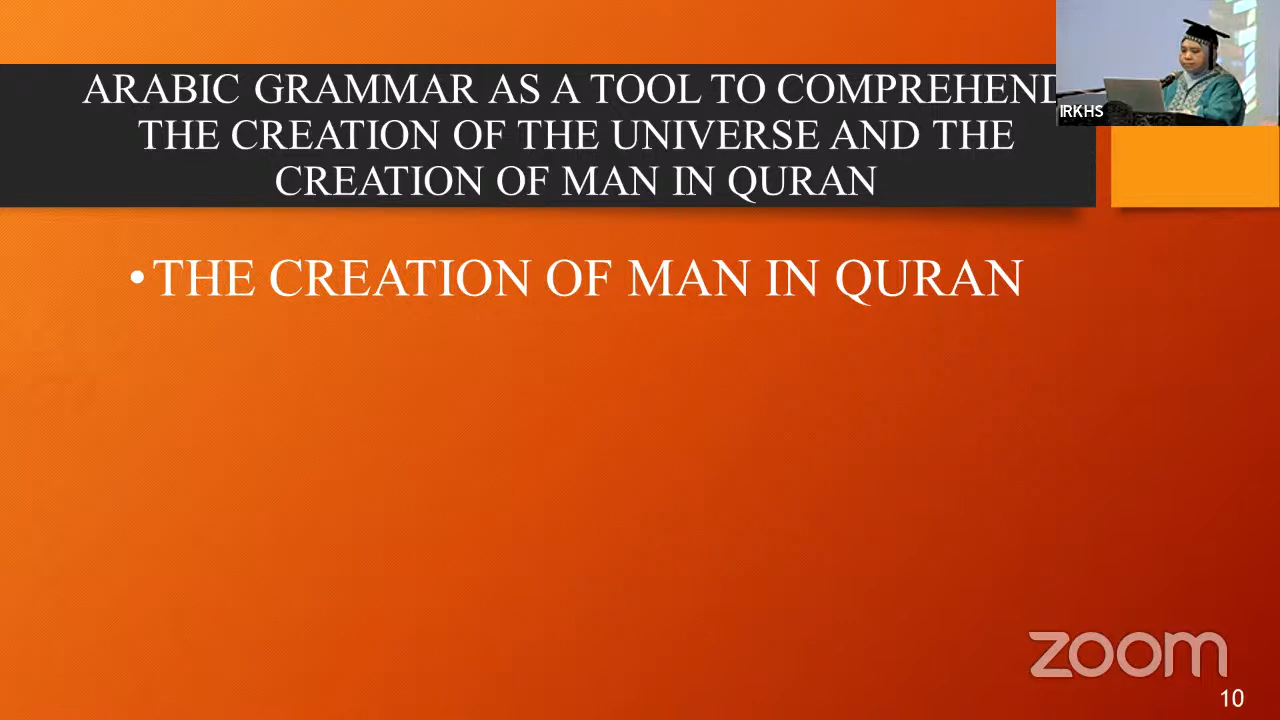 ARABIC GRAMMAR AS A TOOL TO COMPREHEND
THE CREATION OF THE UNIVERSE AND THE
CREATION OF MAN IN QURAN
IRKHS
•THE CREATION OF MAN IN QURAN
zoom
10